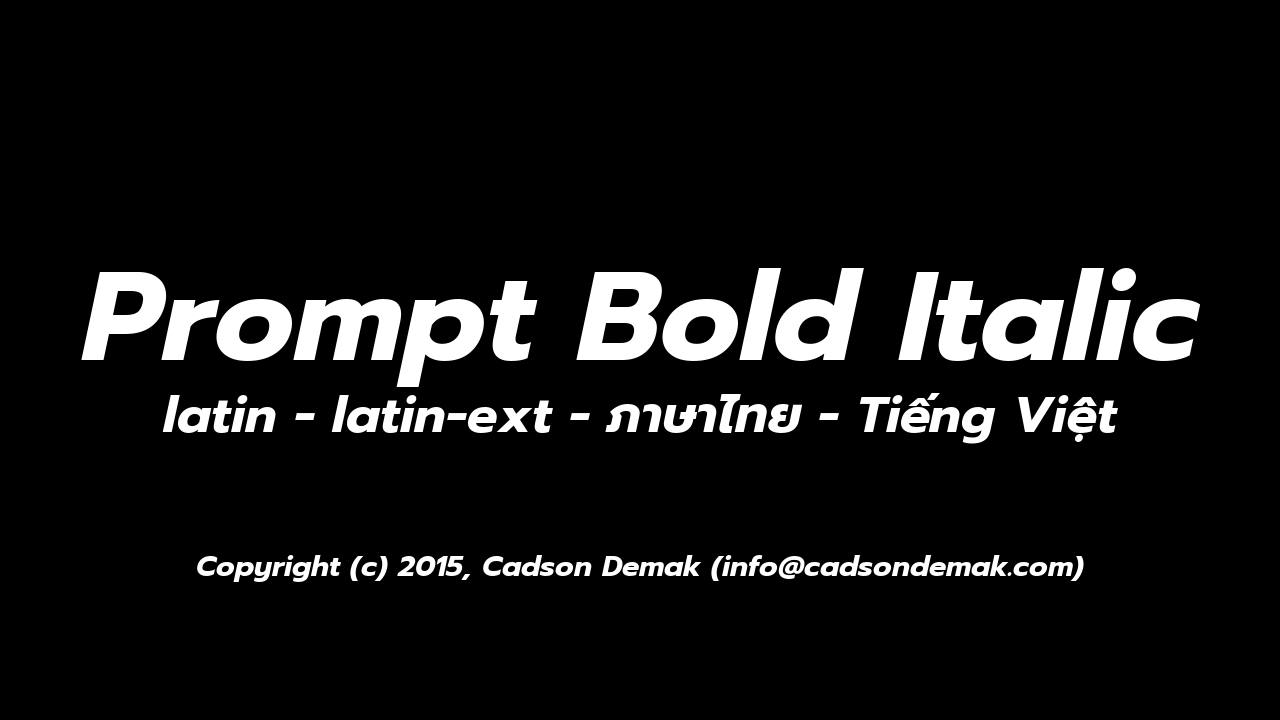 Prompt Bold Italic
latin - latin-ext - ภาษาไทย - Tiếng Việt
Copyright (c) 2015, Cadson Demak (info@cadsondemak.com)